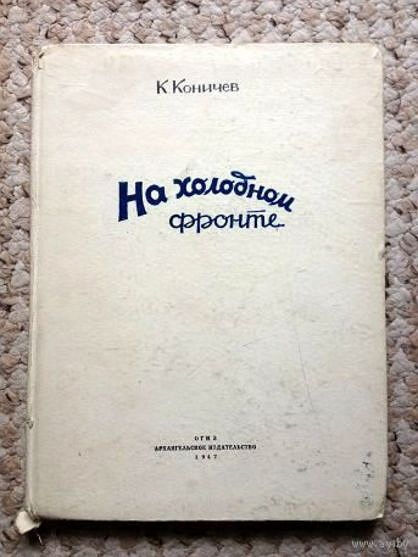 К Коничев
На холодном
фронте
ОГИЗ
АРХАНГЕЛЬСКОЕ ИЗДАТЕЛЬСТВО
1947